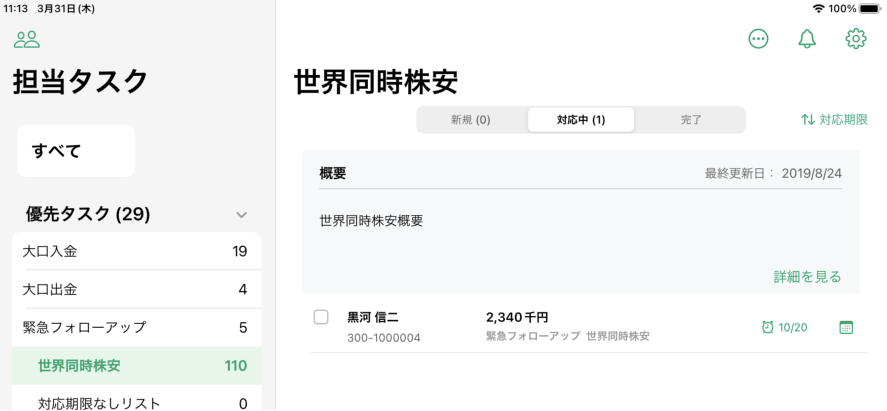 11:13 3月31日(木)
100%
担当タスク
すべて
優先タスク (29)
大口入金 19
大口出金 4
緊急フォローアップ 5
世界同時株安 110
対応期限なしリスト 0
世界同時株安
新規 (0) 対応中 (1) 完了
対応期限
概要 最終更新日： 2019/8/24
世界同時株安概要
詳細を見る
黒河 信二 2,340 千円
300-1000004 緊急フォローアップ 世界同時株安
10/20